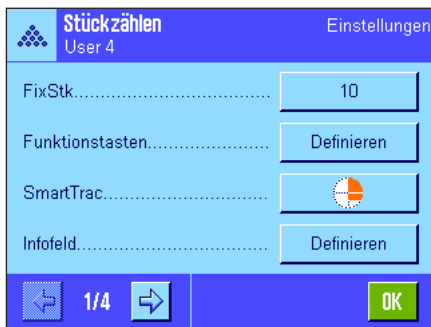 Stückzählen Einstellungen
User 4
FixStk................................... 10
Funktionstasten...................... Definieren
SmartTrac..............................
Infofeld.................................. Definieren
1/4 OK